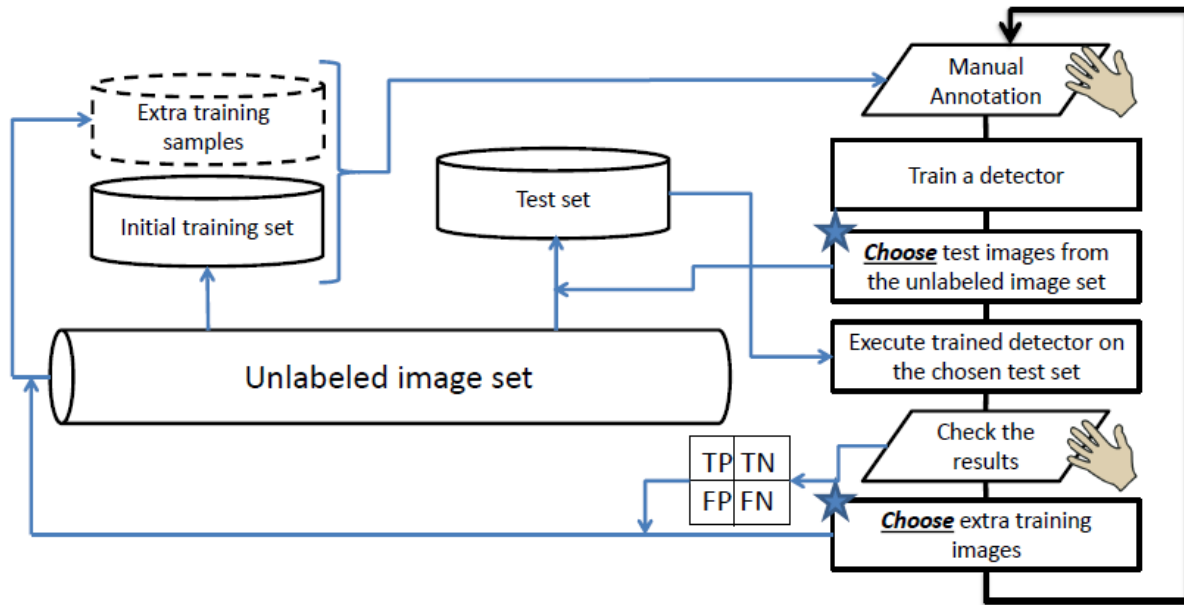 Extra training
samples
Initial training set
Test set
Unlabeled image set
TP TN
FP FN
Manual
Annotation
Train a detector
Choose test images from
the unlabeled image set
Execute trained detector on
the chosen test set
Check the
results
Choose extra training
images